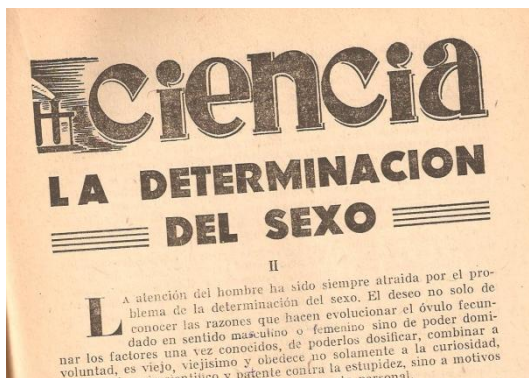 ciencia
LA DETERMINACION
DEL SEXO
II
LA atención del hombre ha sido siempre atraida por el pro-
blema de la determinación del sexo. El deseo no solo de
conocer las razones que hacen evolucionar el óvulo fecun-
dado en sentido masculino o femenino sino de poder domi-
nar los factores una vez conocidos, de poderlos dosificar, combinar a
voluntad, es viejo, viejisimo y obedece no solamente a la curiosidad,
y patente contra la estupidez, sino a motivos
personal.